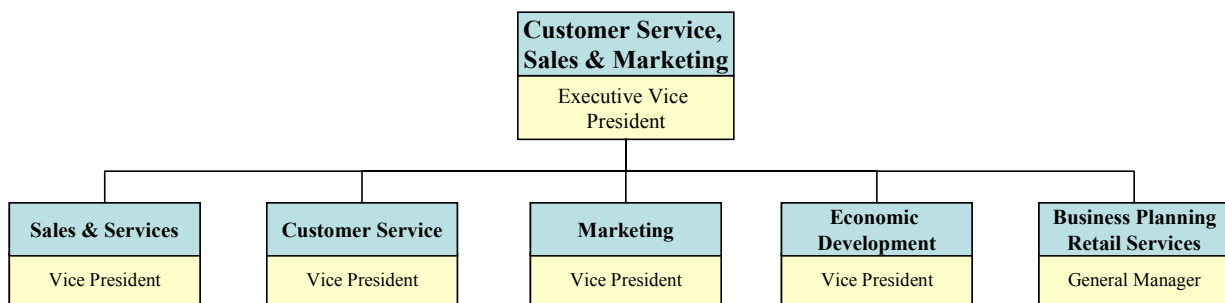 Customer Service,
Sales & Marketing
Executive Vice
President
Sales & Services
Vice President
Customer Service
Vice President
Marketing
Vice President
Economic
Development
Vice President
Business Planning
Retail Services
General Manager